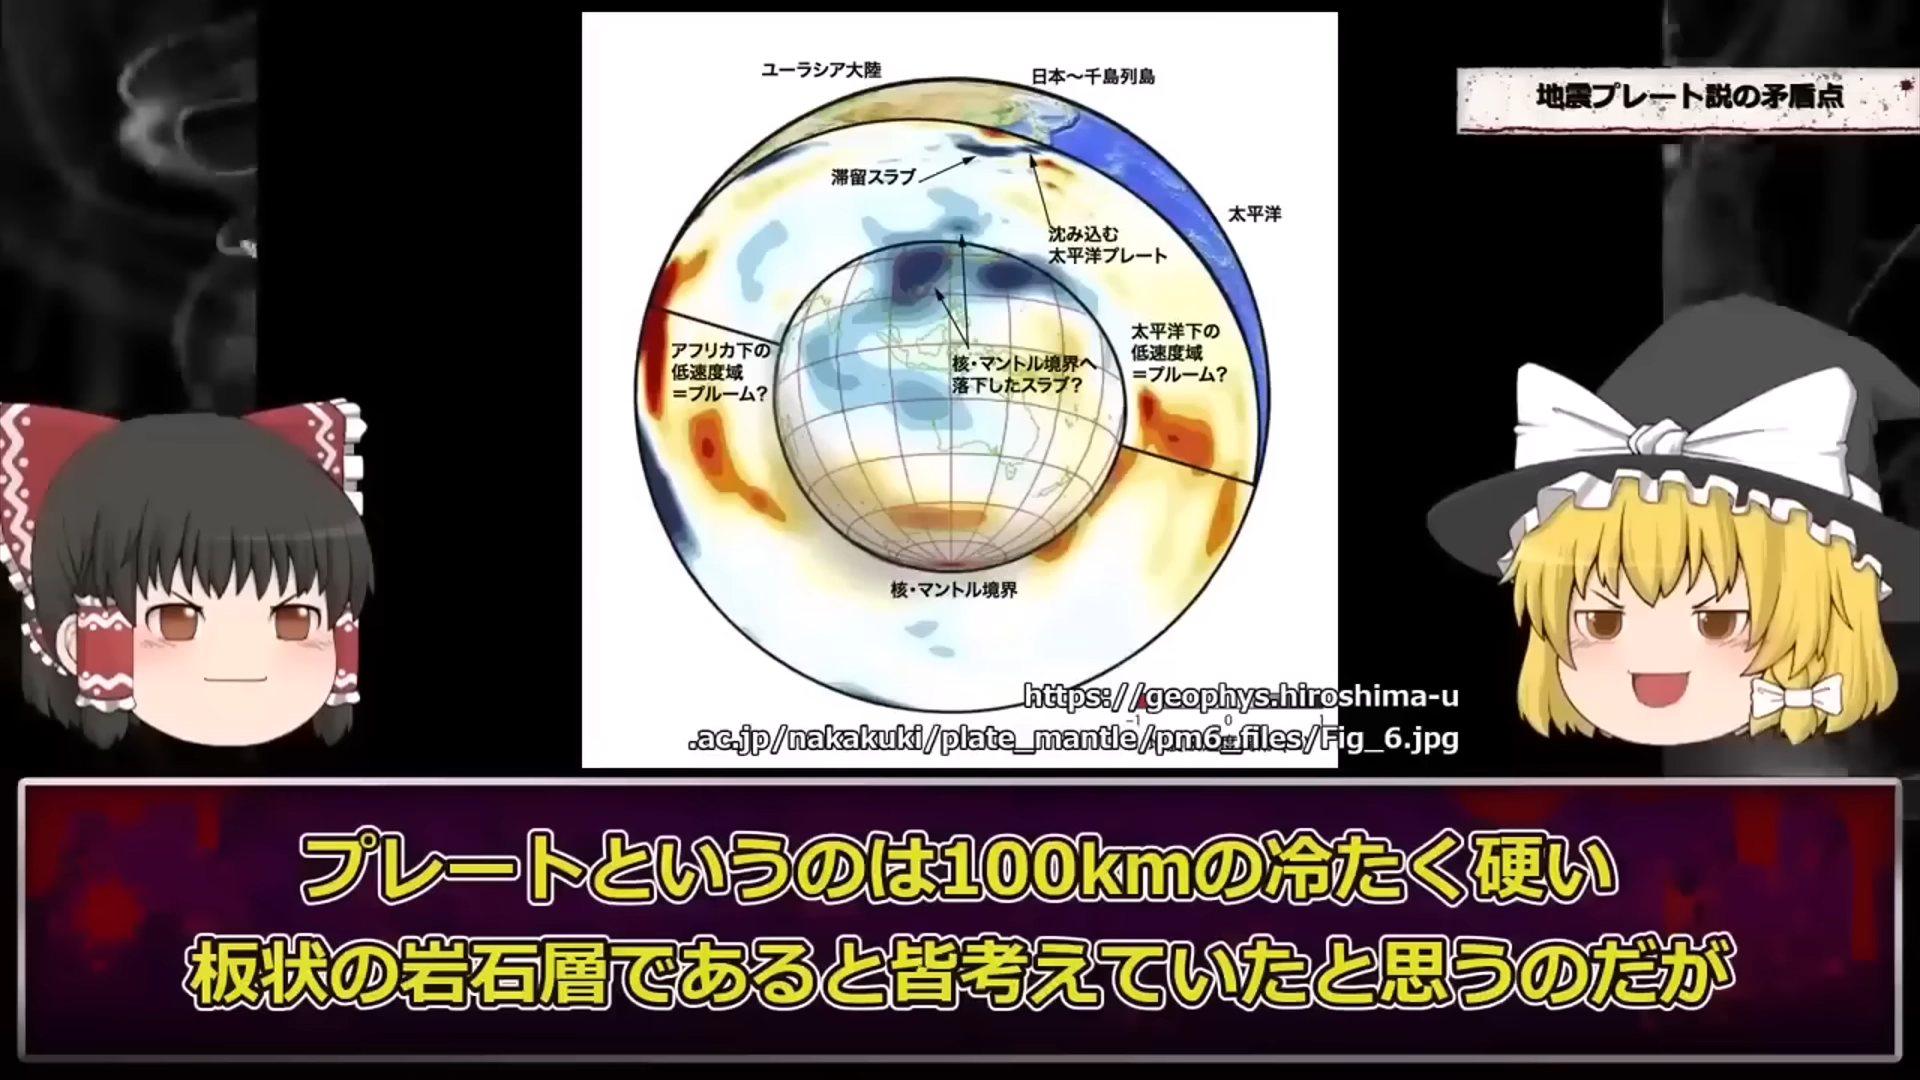 ユーラシア大陸
日本～千島列島
地震プレート説の矛盾点
滞留スラブ
太平洋
沈み込む
太平洋プレート
アフリカ下の
低速度域
＝プルーム？
核・マントル境界へ
落下したスラブ？
太平洋下の
低速度域
＝プルーム？
核・マントル境界
https://geophys.hiroshima-u
.ac.jp/nakakuki/plate_mantle/pm6_files/Fig_6.jpg
プレートというのは100kmの冷たく硬い
板状の岩石層であると皆考えていたと思うのだが